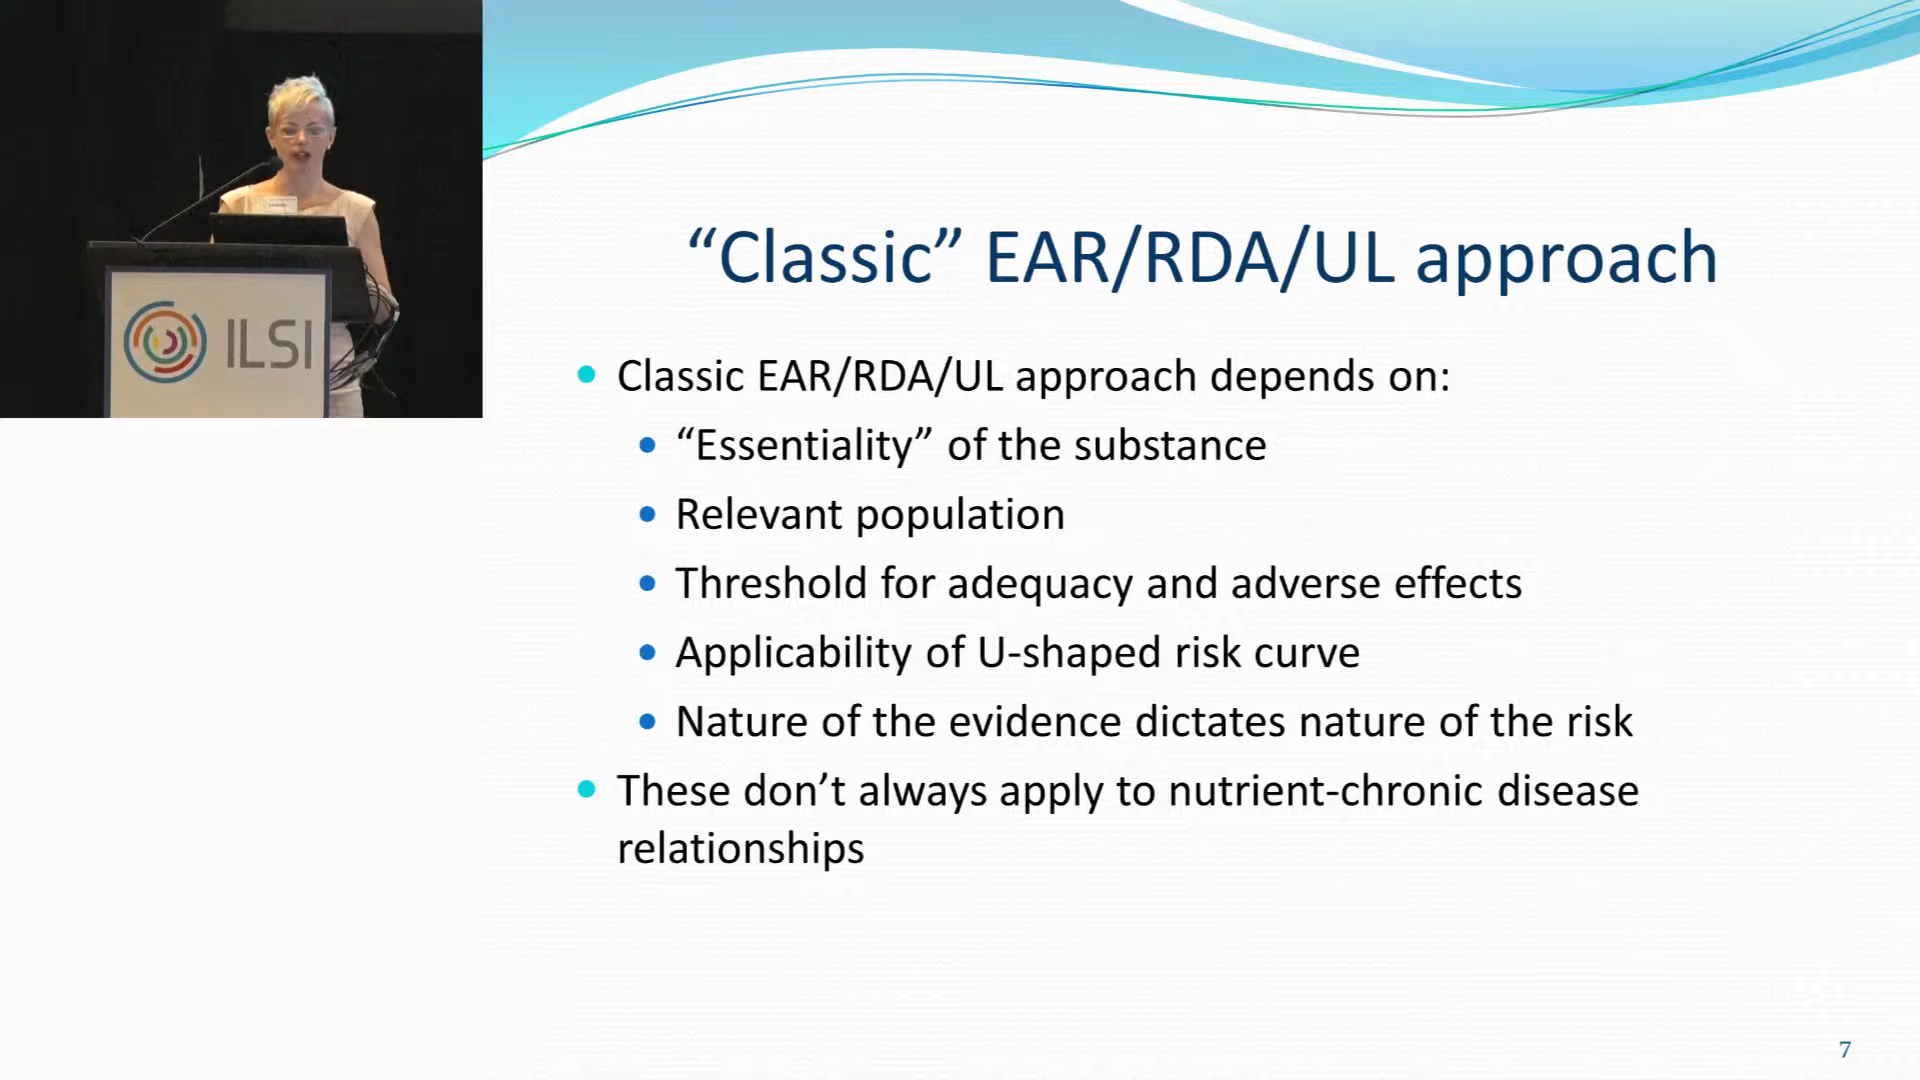 ILSI
“Classic” EAR/RDA/UL approach
Classic EAR/RDA/UL approach depends on:
“Essentiality” of the substance
Relevant population
Threshold for adequacy and adverse effects
Applicability of U-shaped risk curve
Nature of the evidence dictates nature of the risk
These don’t always apply to nutrient-chronic disease
relationships
7